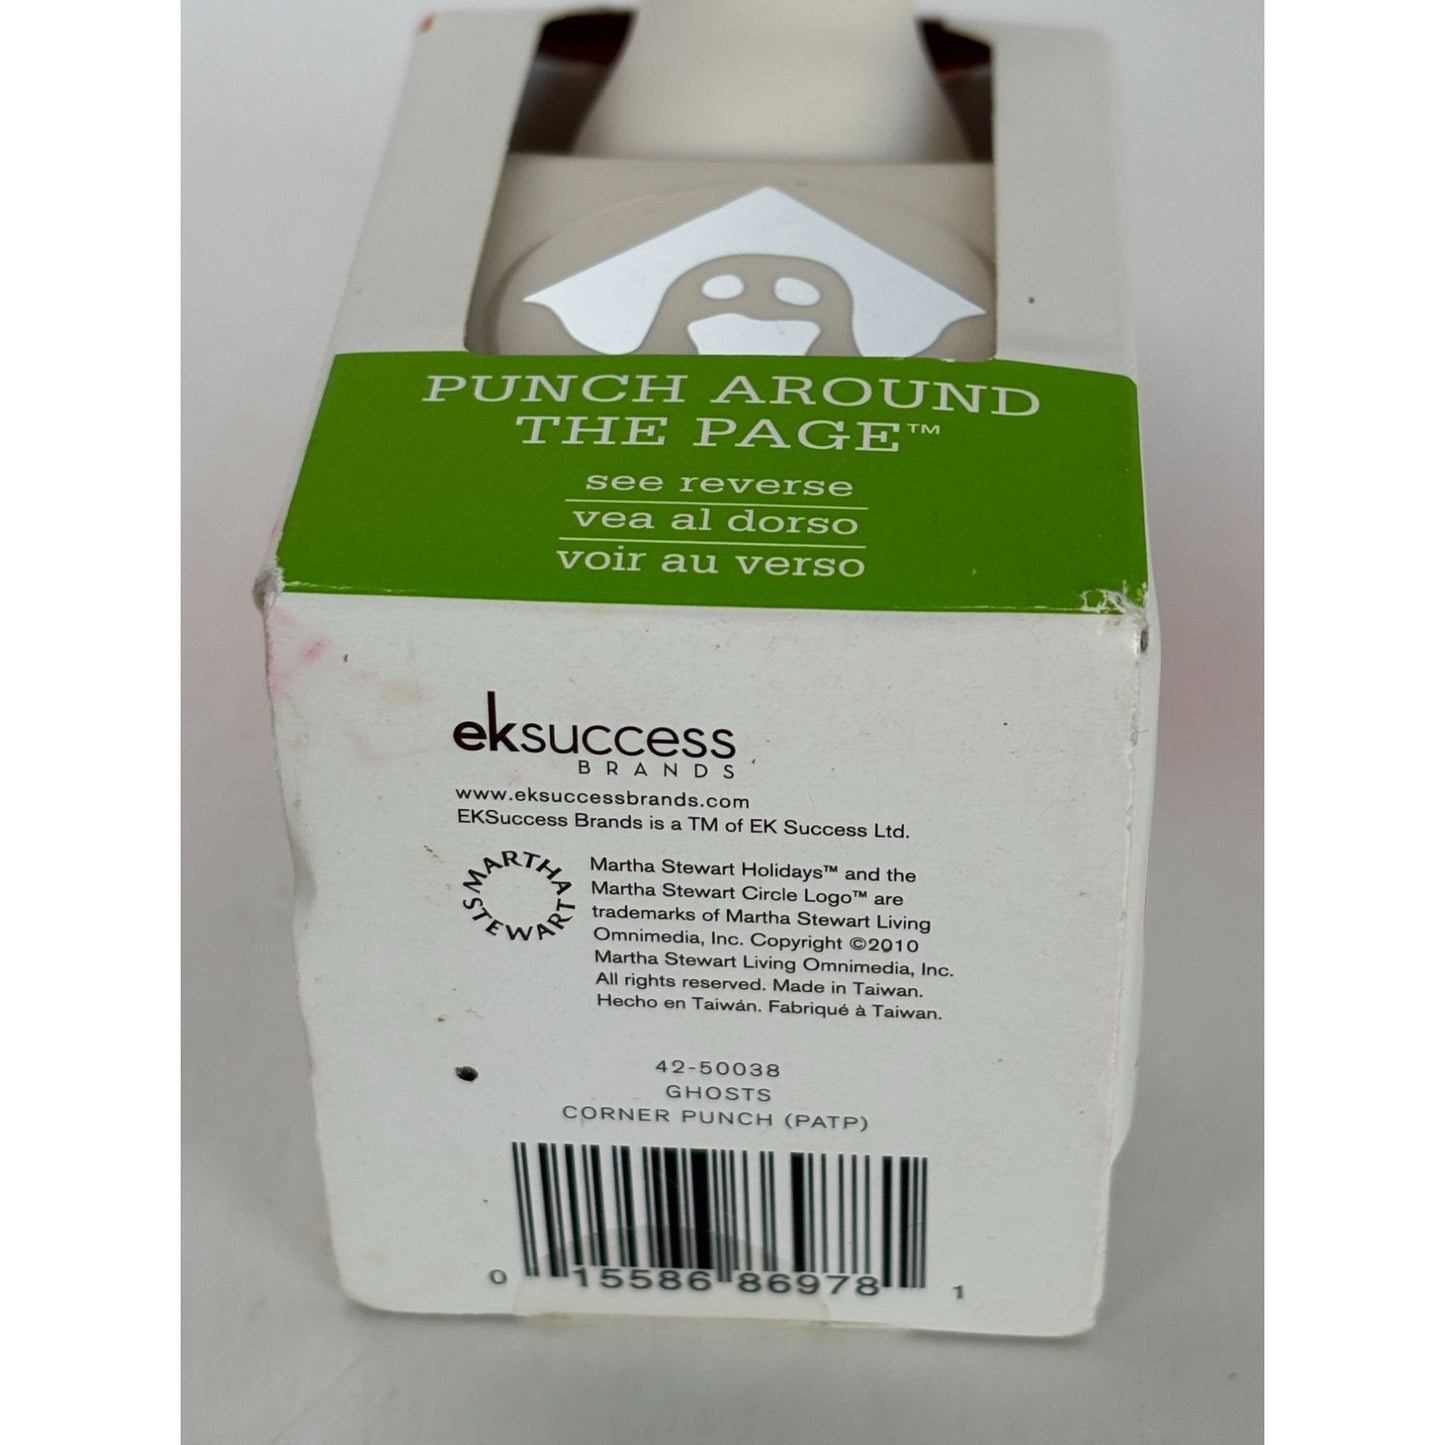 PUNCH AROUND
THE PAGE™
see reverse
vea al dorso
voir au verso
eksuccess
BRANDS
www.eksuccessbrands.com
EKSuccess Brands is a TM of EK Success Ltd.
MARTHA STEWART
Martha Stewart Holidays™ and the
Martha Stewart Circle Logo™ are
trademarks of Martha Stewart Living
Omnimedia, Inc. Copyright ©2010
Martha Stewart Living Omnimedia, Inc.
All rights reserved. Made in Taiwan.
Hecho en Taiwán. Fabriqué à Taiwan.
42-50038
GHOSTS
CORNER PUNCH (PATP)
0 15586 86978 1